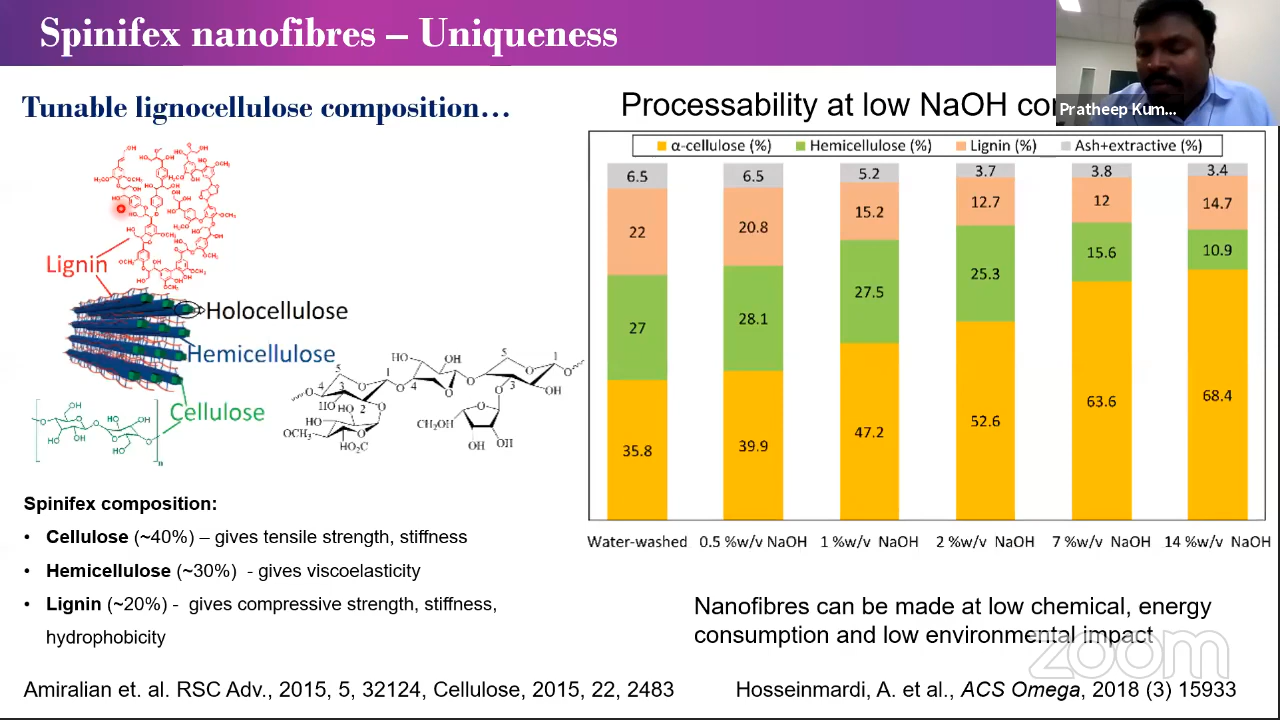 Spinifex nanofibres – Uniqueness
Pratheep Kum...
Tunable lignocellulose composition…
Processability at low NaOH
Lignin
Holocellulose
Hemicellulose
Cellulose
α-cellulose (%) Hemicellulose (%) Lignin (%) Ash+extractive (%)
6.5 6.5 5.2 3.7 3.8 3.4
22 20.8 15.2 12.7 12 14.7
27 28.1 27.5 25.3 15.6 10.9
35.8 39.9 47.2 52.6 63.6 68.4
Water-washed 0.5 %w/v NaOH 1 %w/v NaOH 2 %w/v NaOH 7 %w/v NaOH 14 %w/v NaOH
Spinifex composition:
• Cellulose (~40%) – gives tensile strength, stiffness
• Hemicellulose (~30%) - gives viscoelasticity
• Lignin (~20%) - gives compressive strength, stiffness,
hydrophobicity
Nanofibres can be made at low chemical, energy
consumption and low environmental impact
zoom
Amiralian et. al. RSC Adv., 2015, 5, 32124, Cellulose, 2015, 22, 2483
Hosseinmardi, A. et al., ACS Omega, 2018 (3) 15933